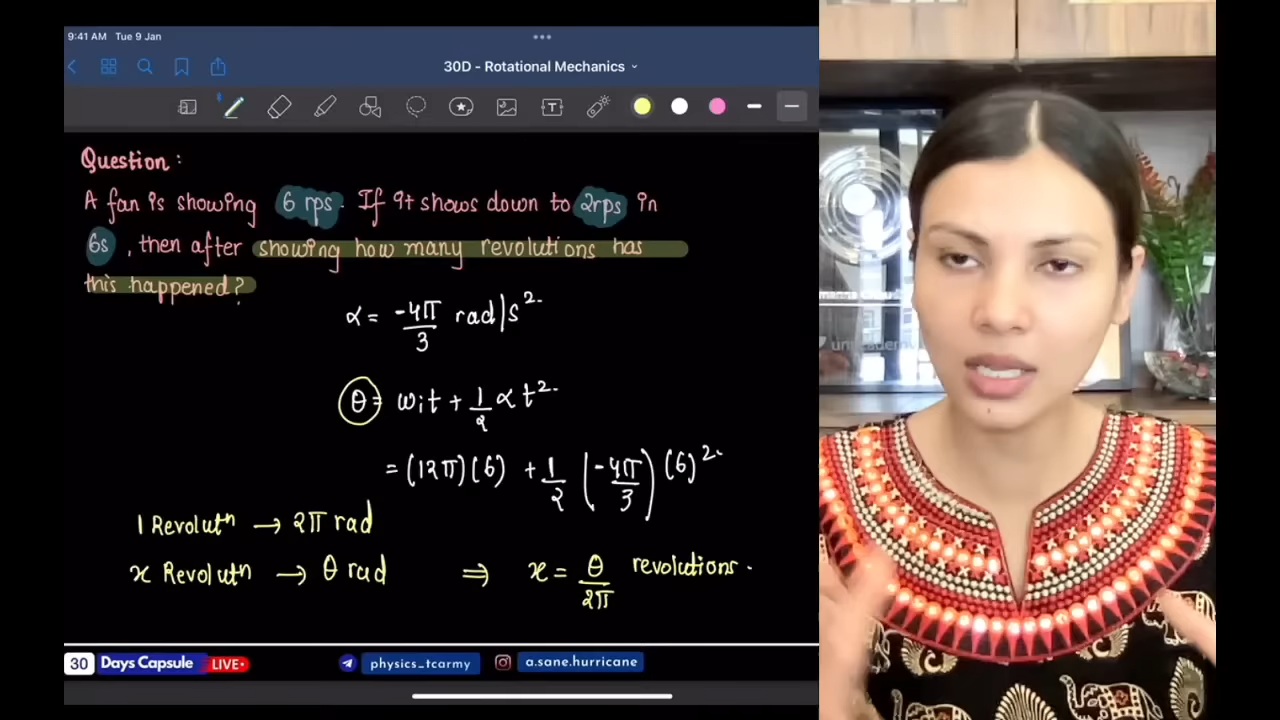 9:41 AM Tue 9 Jan
30D - Rotational Mechanics
Question:
A fan is showing 6 rps. If it shows down to 2rps in
6s, then after showing how many revolutions has
this happened?
α = -4π/3 rad/s²
θ = ωit + 1/2 αt²
= (12π)(6) + 1/2 (-4π/3)(6)²
1 Revolutn → 2π rad
x Revolutn → θ rad ⇒ x = θ/2π revolutions.
30 Days Capsule LIVE physics_tcarmy a.sane.hurricane